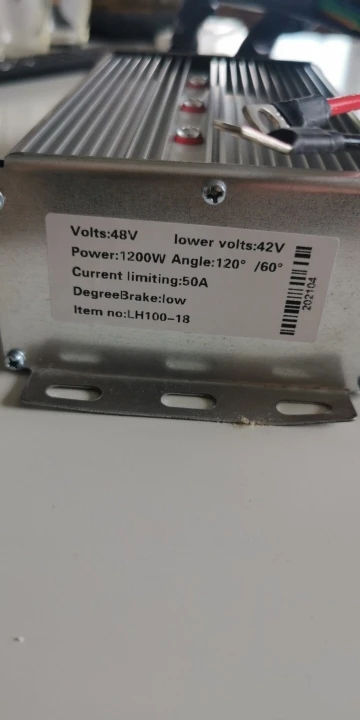 Volts:48V lower volts:42V
Power:1200W Angle:120° /60°
Current limiting:50A
DegreeBrake:low
Item no:LH100-18
202104